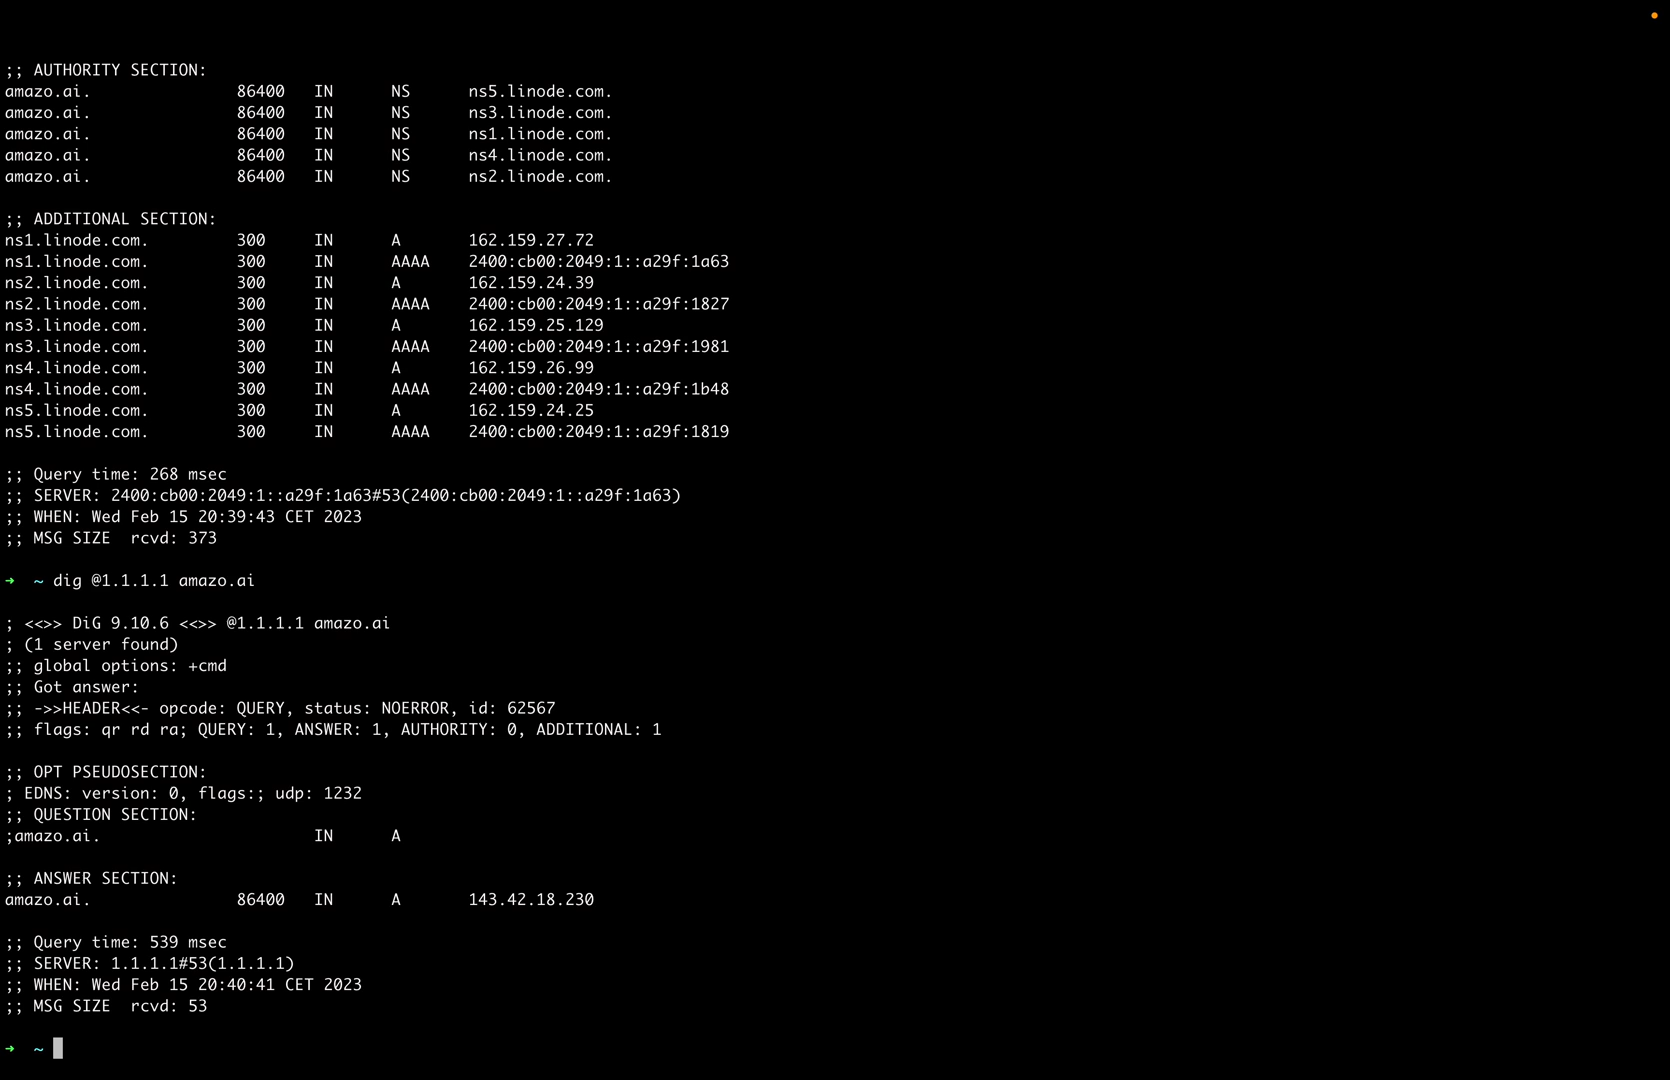 ;; AUTHORITY SECTION:
amazo.ai. 86400 IN NS ns5.linode.com.
amazo.ai. 86400 IN NS ns3.linode.com.
amazo.ai. 86400 IN NS ns1.linode.com.
amazo.ai. 86400 IN NS ns4.linode.com.
amazo.ai. 86400 IN NS ns2.linode.com.
;; ADDITIONAL SECTION:
ns1.linode.com. 300 IN A 162.159.27.72
ns1.linode.com. 300 IN AAAA 2400:cb00:2049:1::a29f:1a63
ns2.linode.com. 300 IN A 162.159.24.39
ns2.linode.com. 300 IN AAAA 2400:cb00:2049:1::a29f:1827
ns3.linode.com. 300 IN A 162.159.25.129
ns3.linode.com. 300 IN AAAA 2400:cb00:2049:1::a29f:1981
ns4.linode.com. 300 IN A 162.159.26.99
ns4.linode.com. 300 IN AAAA 2400:cb00:2049:1::a29f:1b48
ns5.linode.com. 300 IN A 162.159.24.25
ns5.linode.com. 300 IN AAAA 2400:cb00:2049:1::a29f:1819
;; Query time: 268 msec
;; SERVER: 2400:cb00:2049:1::a29f:1a63#53(2400:cb00:2049:1::a29f:1a63)
;; WHEN: Wed Feb 15 20:39:43 CET 2023
;; MSG SIZE rcvd: 373
➜ ~ dig @1.1.1.1 amazo.ai
; <<>> DiG 9.10.6 <<>> @1.1.1.1 amazo.ai
; (1 server found)
;; global options: +cmd
;; Got answer:
;; ->>HEADER<<- opcode: QUERY, status: NOERROR, id: 62567
;; flags: qr rd ra; QUERY: 1, ANSWER: 1, AUTHORITY: 0, ADDITIONAL: 1
;; OPT PSEUDOSECTION:
; EDNS: version: 0, flags:; udp: 1232
;; QUESTION SECTION:
;amazo.ai. IN A
;; ANSWER SECTION:
amazo.ai. 86400 IN A 143.42.18.230
;; Query time: 539 msec
;; SERVER: 1.1.1.1#53(1.1.1.1)
;; WHEN: Wed Feb 15 20:40:41 CET 2023
;; MSG SIZE rcvd: 53
➜ ~